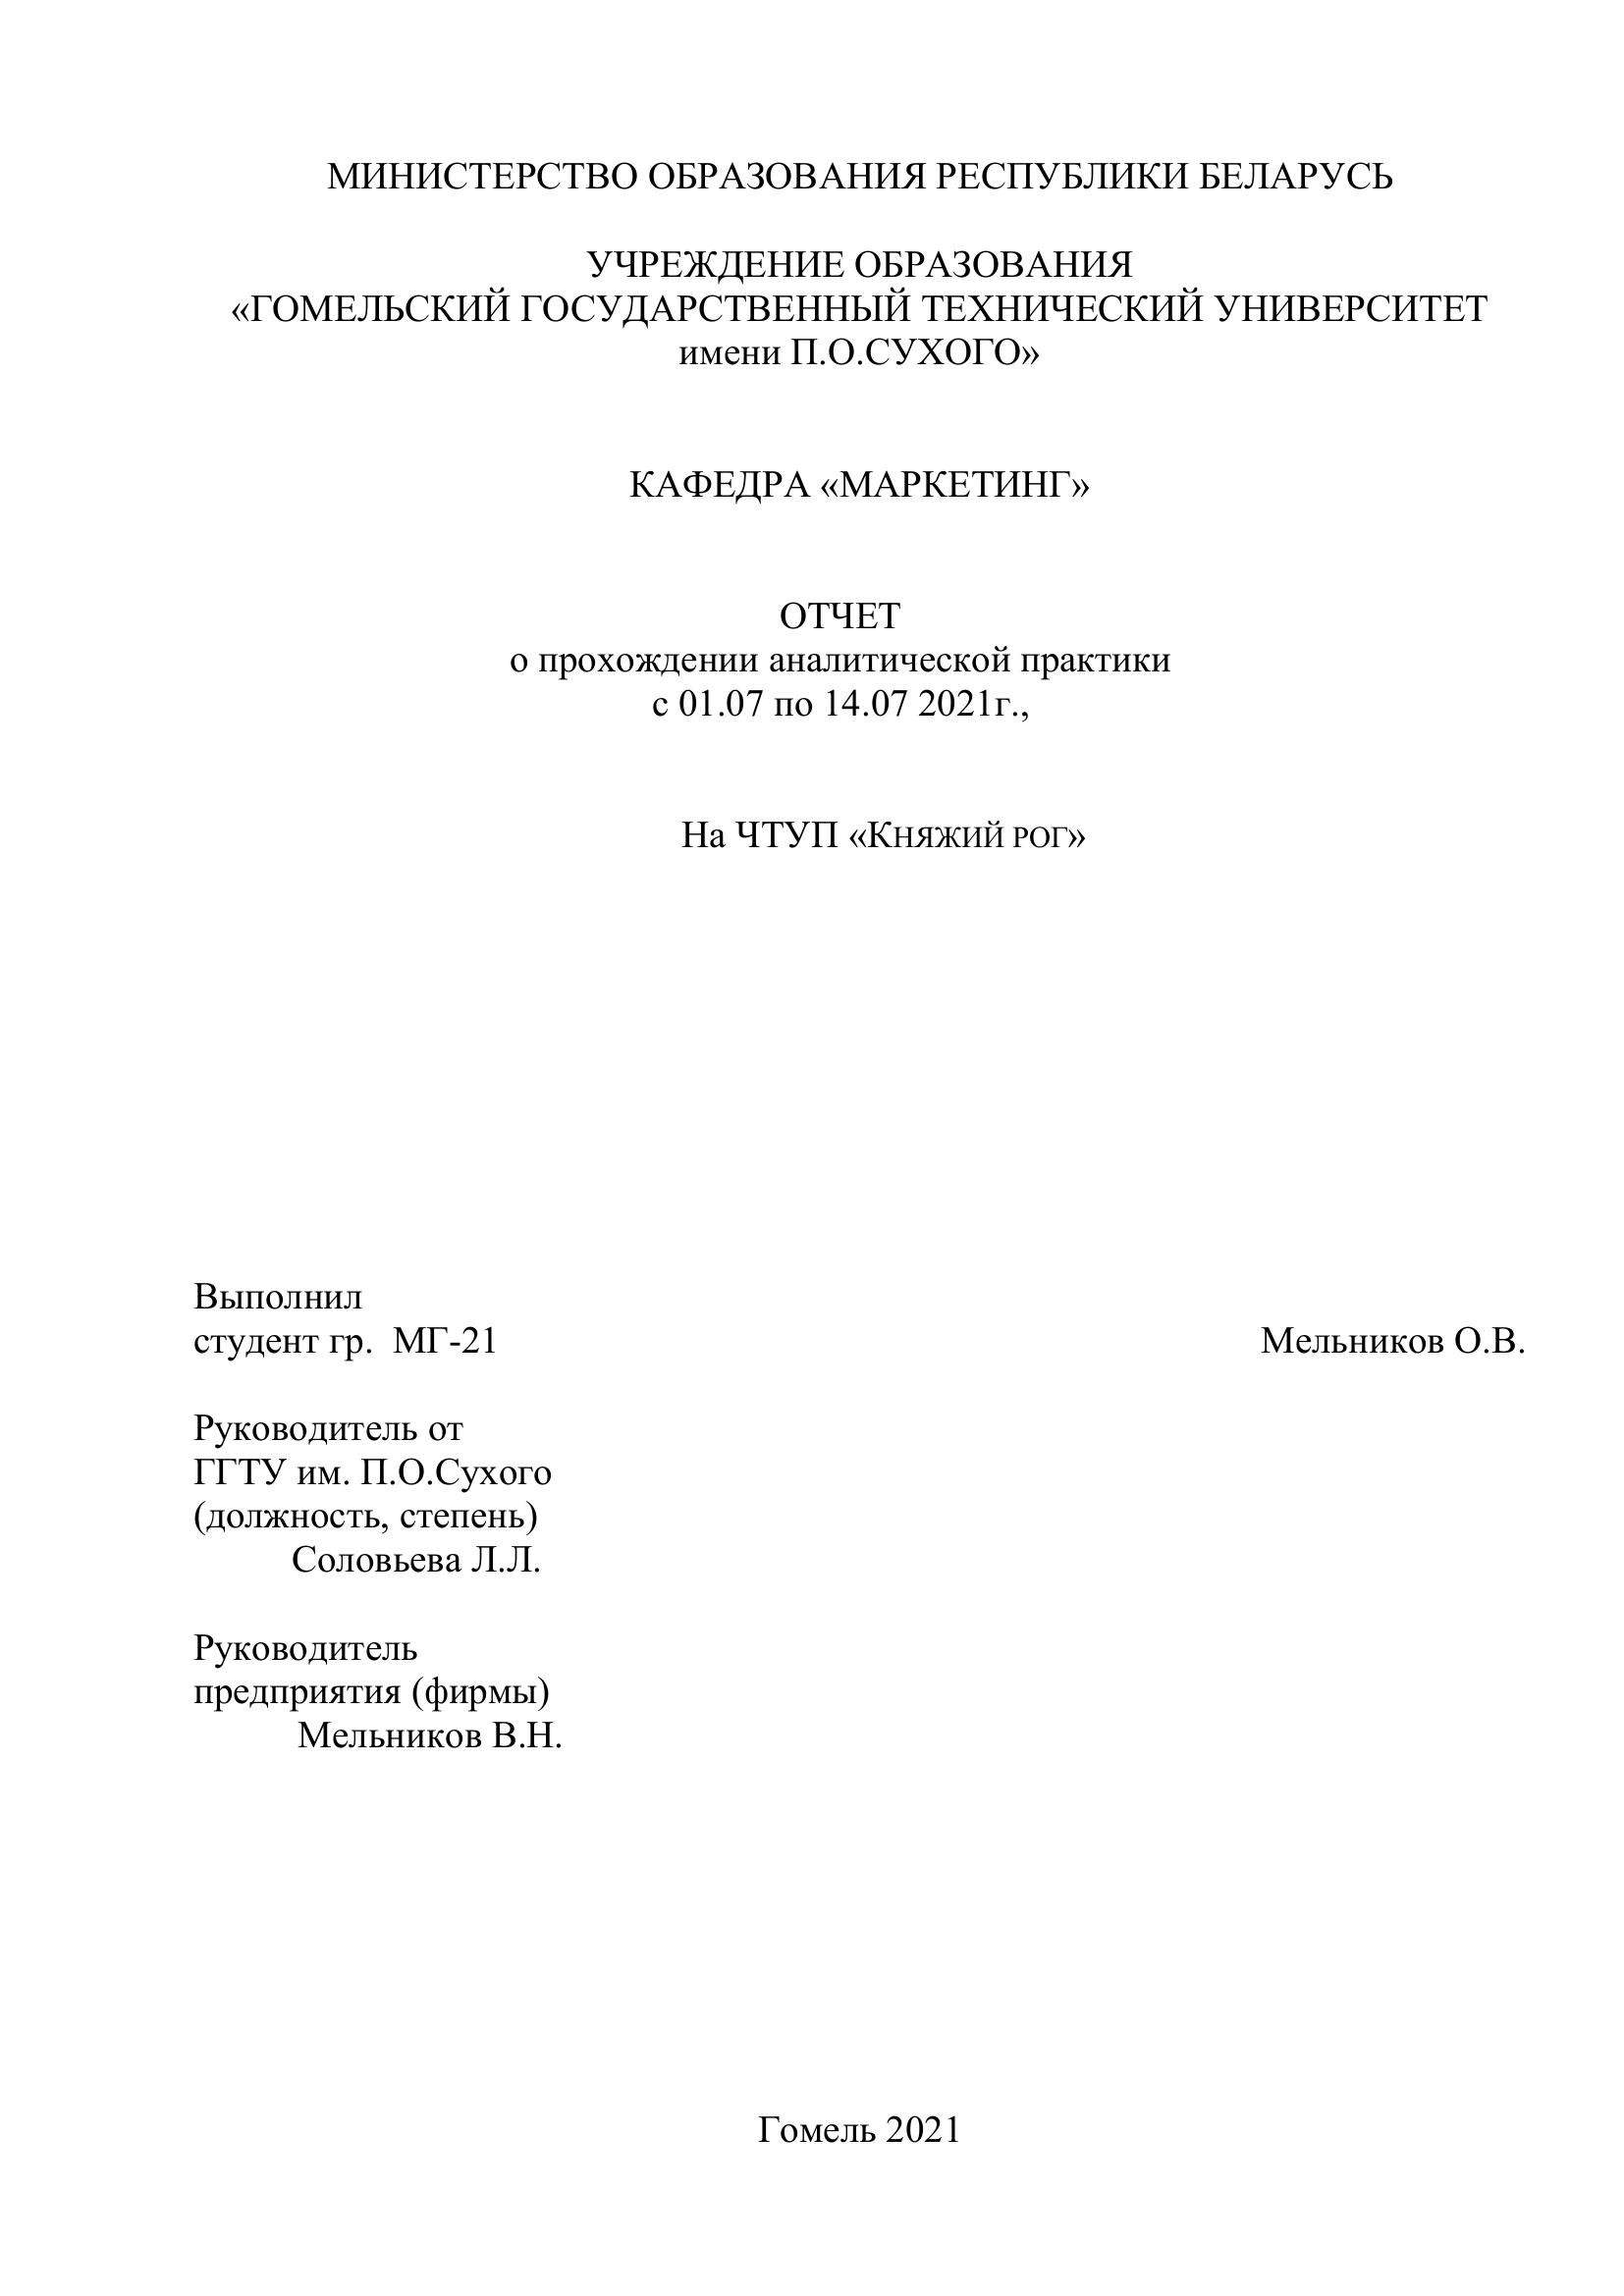 МИНИСТЕРСТВО ОБРАЗОВАНИЯ РЕСПУБЛИКИ БЕЛАРУСЬ
УЧРЕЖДЕНИЕ ОБРАЗОВАНИЯ
«ГОМЕЛЬСКИЙ ГОСУДАРСТВЕННЫЙ ТЕХНИЧЕСКИЙ УНИВЕРСИТЕТ
имени П.О.СУХОГО»
КАФЕДРА «МАРКЕТИНГ»
ОТЧЕТ
о прохождении аналитической практики
с 01.07 по 14.07 2021г.,
На ЧТУП «Княжий рог»
Выполнил
студент гр. МГ-21 Мельников О.В.
Руководитель от
ГГТУ им. П.О.Сухого
(должность, степень)
Соловьева Л.Л.
Руководитель
предприятия (фирмы)
Мельников В.Н.
Гомель 2021